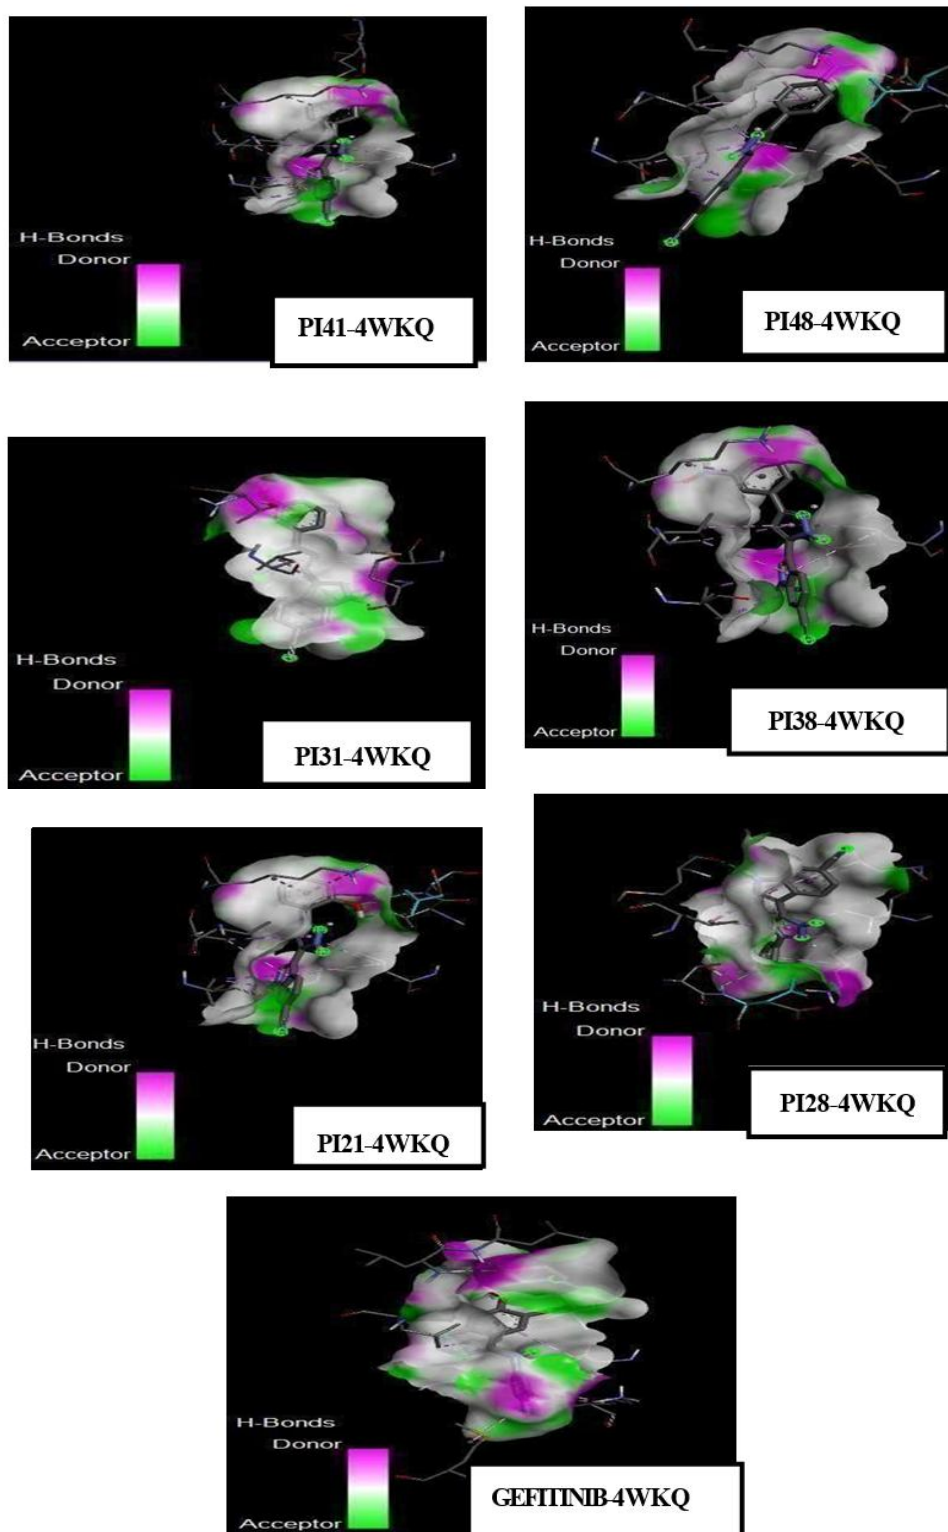 H-Bonds
Donor
Acceptor
PI41-4WKQ
H-Bonds
Donor
Acceptor
PI48-4WKQ
H-Bonds
Donor
Acceptor
PI31-4WKQ
H-Bonds
Donor
Acceptor
PI38-4WKQ
H-Bonds
Donor
Acceptor
PI21-4WKQ
H-Bonds
Donor
Acceptor
PI28-4WKQ
H-Bonds
Donor
Acceptor
GEFITINIB-4WKQ